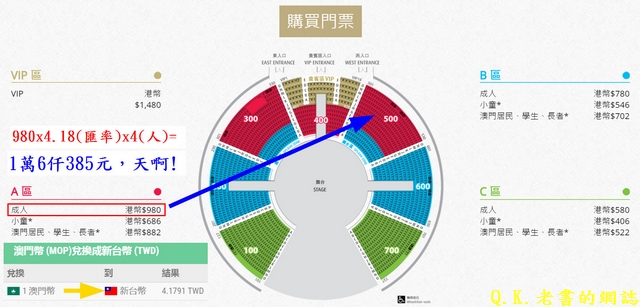 購買門票
東入口
EAST ENTRANCE
貴賓區入口
VIP ENTRANCE
西入口
WEST ENTRANCE
VIP 區
VIP 港幣
$1,480
980x4.18(匯率)x4(人)=
1萬6仟385元，天啊!
A 區
成人 港幣$980
小童* 港幣$686
澳門居民、學生、長者* 港幣$882
澳門幣 (MOP)兌換成新台幣 (TWD)
兌換 到 結果
1 澳門幣 新台幣 4.1791 TWD
貴賓區 VIP
300
400
500
600
舞台
STAGE
100
700
B 區
成人 港幣$780
小童* 港幣$546
澳門居民、學生、長者* 港幣$702
C 區
成人 港幣$580
小童* 港幣$406
澳門居民、學生、長者* 港幣$522
Q.K.老書的網誌